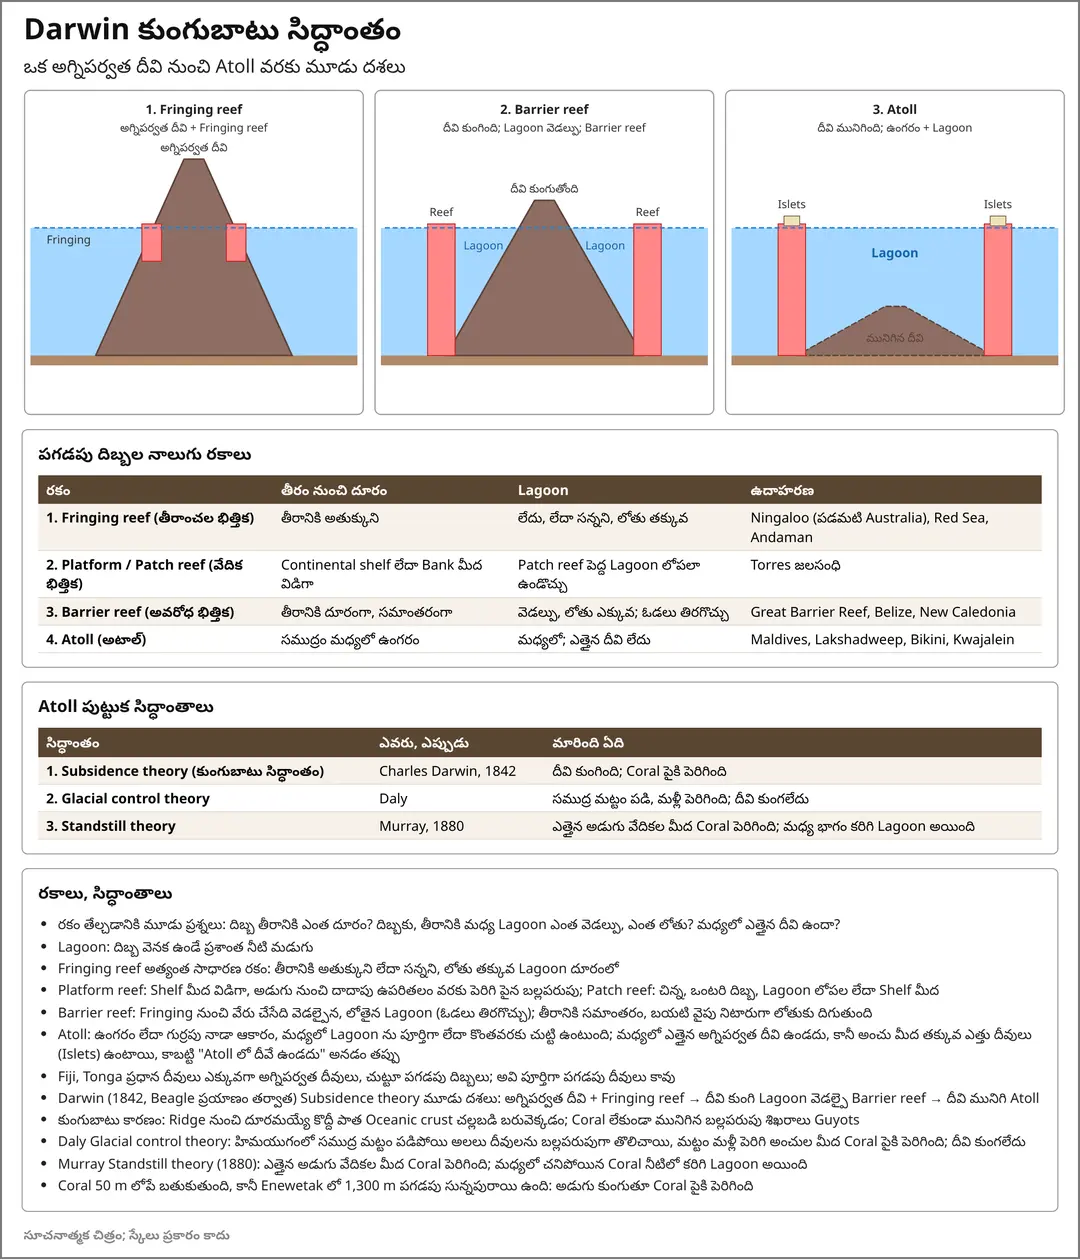 Darwin కుంగుబాటు సిద్ధాంతం
ఒక అగ్నిపర్వత దీవి నుంచి Atoll వరకు మూడు దశలు
1. Fringing reef
అగ్నిపర్వత దీవి + Fringing reef
అగ్నిపర్వత దీవి
Fringing
2. Barrier reef
దీవి కుంగింది; Lagoon వెడల్పు; Barrier reef
దీవి కుంగుతోంది
Reef
Reef
Lagoon
Lagoon
3. Atoll
దీవి మునిగింది; ఉంగరం + Lagoon
Islets
Islets
Lagoon
మునిగిన దీవి
పగడపు దిబ్బల నాలుగు రకాలు
రకం తీరం నుంచి దూరం Lagoon ఉదాహరణ
1. Fringing reef (తీరాంచల భిత్తిక) తీరానికి అతుక్కుని లేదు, లేదా సన్నని, లోతు తక్కువ Ningaloo (పడమటి Australia), Red Sea,
Andaman
2. Platform / Patch reef (వేదిక Continental shelf లేదా Bank మీద Patch reef పెద్ద Lagoon లోపలా Torres జలసంధి
భిత్తిక) విడిగా ఉండొచ్చు
3. Barrier reef (అవరోధ భిత్తిక) తీరానికి దూరంగా, సమాంతరంగా వెడల్పు, లోతు ఎక్కువ; ఓడలు తిరగొచ్చు Great Barrier Reef, Belize, New Caledonia
4. Atoll (అటాల్) సముద్రం మధ్యలో ఉంగరం మధ్యలో; ఎత్తైన దీవి లేదు Maldives, Lakshadweep, Bikini, Kwajalein
Atoll పుట్టుక సిద్ధాంతాలు
సిద్ధాంతం ఎవరు, ఎప్పుడు మారింది ఏది
1. Subsidence theory (కుంగుబాటు సిద్ధాంతం) Charles Darwin, 1842 దీవి కుంగింది; Coral పైకి పెరిగింది
2. Glacial control theory Daly సముద్ర మట్టం పడి, మళ్లీ పెరిగింది; దీవి కుంగలేదు
3. Standstill theory Murray, 1880 ఎత్తైన అడుగు వేదికల మీద Coral పెరిగింది; మధ్య భాగం కరిగి Lagoon అయింది
రకాలు, సిద్ధాంతాలు
• రకం తేల్చడానికి మూడు ప్రశ్నలు: దిబ్బ తీరానికి ఎంత దూరం? దిబ్బకు, తీరానికి మధ్య Lagoon ఎంత వెడల్పు, ఎంత లోతు? మధ్యలో ఎత్తైన దీవి ఉందా?
• Lagoon: దిబ్బ వెనక ఉండే ప్రశాంత నీటి మడుగు
• Fringing reef అత్యంత సాధారణ రకం: తీరానికి అతుక్కుని లేదా సన్నని, లోతు తక్కువ Lagoon దూరంలో
• Platform reef: Shelf మీద విడిగా, అడుగు నుంచి దాదాపు ఉపరితలం వరకు పెరిగి పైన బల్లపరుపు; Patch reef: చిన్న, ఒంటరి దిబ్బ, Lagoon లోపల లేదా Shelf మీద
• Barrier reef: Fringing నుంచి వేరు చేసేది వెడల్పైన, లోతైన Lagoon (ఓడలు తిరగొచ్చు); తీరానికి సమాంతరం, బయటి వైపు నిటారుగా లోతుకు దిగుతుంది
• Atoll: ఉంగరం లేదా గుర్రపు నాడా ఆకారం, మధ్యలో Lagoon ను పూర్తిగా లేదా కొంతవరకు చుట్టి ఉంటుంది; మధ్యలో ఎత్తైన అగ్నిపర్వత దీవి ఉండదు, కానీ అంచు మీద తక్కువ ఎత్తు దీవులు
(Islets) ఉంటాయి, కాబట్టి "Atoll లో దీవే ఉండదు" అనడం తప్పు
• Fiji, Tonga ప్రధాన దీవులు ఎక్కువగా అగ్నిపర్వత దీవులు, చుట్టూ పగడపు దిబ్బలు; అవి పూర్తిగా పగడపు దీవులు కావు
• Darwin (1842, Beagle ప్రయాణం తర్వాత) Subsidence theory మూడు దశలు: అగ్నిపర్వత దీవి + Fringing reef → దీవి కుంగి Lagoon వెడల్పై Barrier reef → దీవి మునిగి Atoll
• కుంగుబాటు కారణం: Ridge నుంచి దూరమయ్యే కొద్దీ పాత Oceanic crust చల్లబడి బరువెక్కడం; Coral లేకుండా మునిగిన బల్లపరుపు శిఖరాలు Guyots
• Daly Glacial control theory: హిమయుగంలో సముద్ర మట్టం పడిపోయి అలలు దీవులను బల్లపరుపుగా తొలిచాయి, మట్టం మళ్లీ పెరిగి అంచుల మీద Coral పైకి పెరిగింది; దీవి కుంగలేదు
• Murray Standstill theory (1880): ఎత్తైన అడుగు వేదికల మీద Coral పెరిగింది; మధ్యలో చనిపోయిన Coral నీటిలో కరిగి Lagoon అయింది
• Coral 50 m లోపే బతుకుతుంది, కానీ Enewetak లో 1,300 m పగడపు సున్నపురాయి ఉంది: అడుగు కుంగుతూ Coral పైకి పెరిగింది
సూచనాత్మక చిత్రం; స్కేలు ప్రకారం కాదు